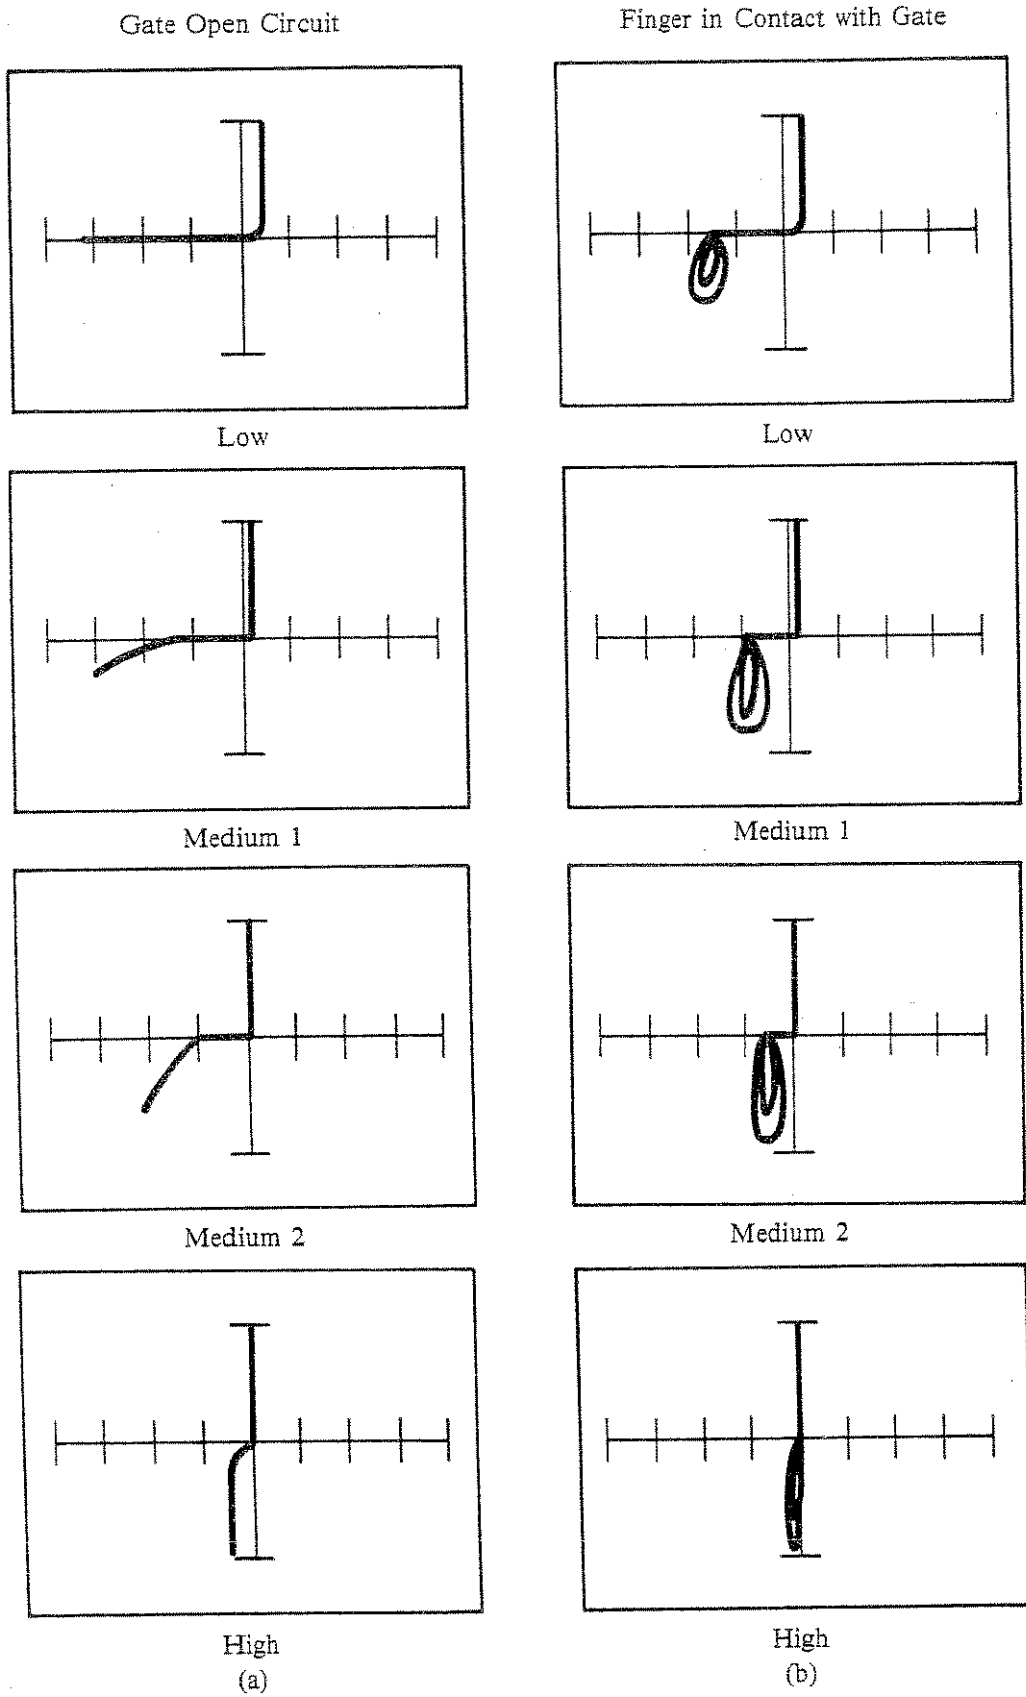 Gate Open Circuit
Finger in Contact with Gate
Low
Low
Medium 1
Medium 1
Medium 2
Medium 2
High
(a)
High
(b)